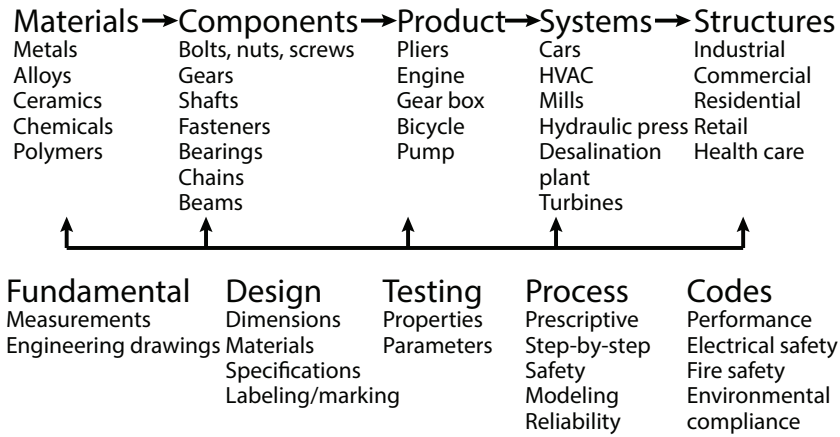 Materials Components Product Systems Structures
Metals
Alloys
Ceramics
Chemicals
Polymers
Bolts, nuts, screws
Gears
Shafts
Fasteners
Bearings
Chains
Beams
Pliers
Engine
Gear box
Bicycle
Pump
Cars
HVAC
Mills
Hydraulic press
Desalination
plant
Turbines
Industrial
Commercial
Residential
Retail
Health care
Fundamental
Measurements
Engineering drawings
Design
Dimensions
Materials
Specifications
Labeling/marking
Testing
Properties
Parameters
Process
Prescriptive
Step-by-step
Safety
Modeling
Reliability
Codes
Performance
Electrical safety
Fire safety
Environmental
compliance